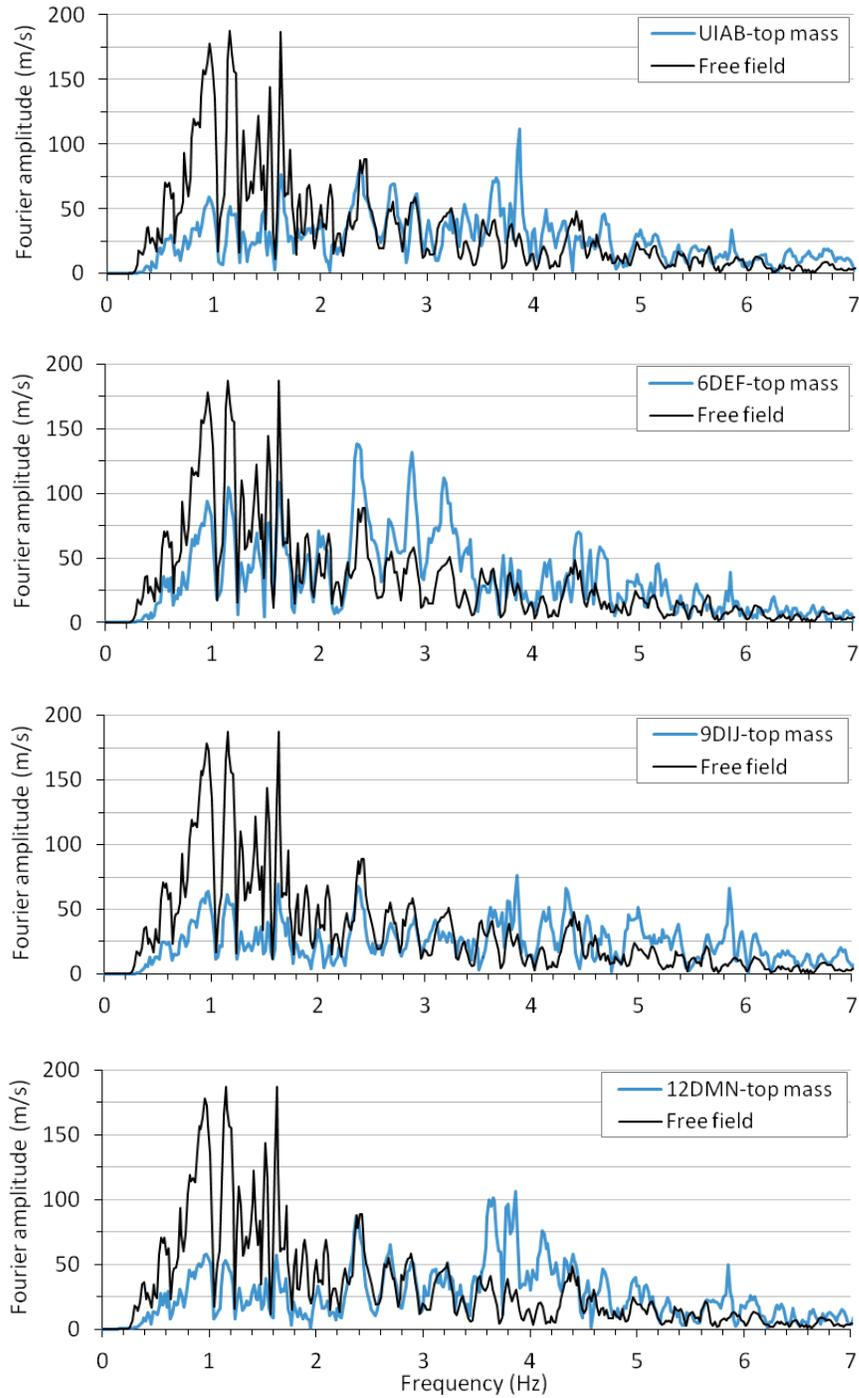 200
150
100
50
0
Fourier amplitude (m/s)
UIAB-top mass
Free field
0 1 2 3 4 5 6 7
200
150
100
50
0
Fourier amplitude (m/s)
6DEF-top mass
Free field
0 1 2 3 4 5 6 7
200
150
100
50
0
Fourier amplitude (m/s)
9DIJ-top mass
Free field
0 1 2 3 4 5 6 7
200
150
100
50
0
Fourier amplitude (m/s)
12DMN-top mass
Free field
0 1 2 3 4 5 6 7
Frequency (Hz)